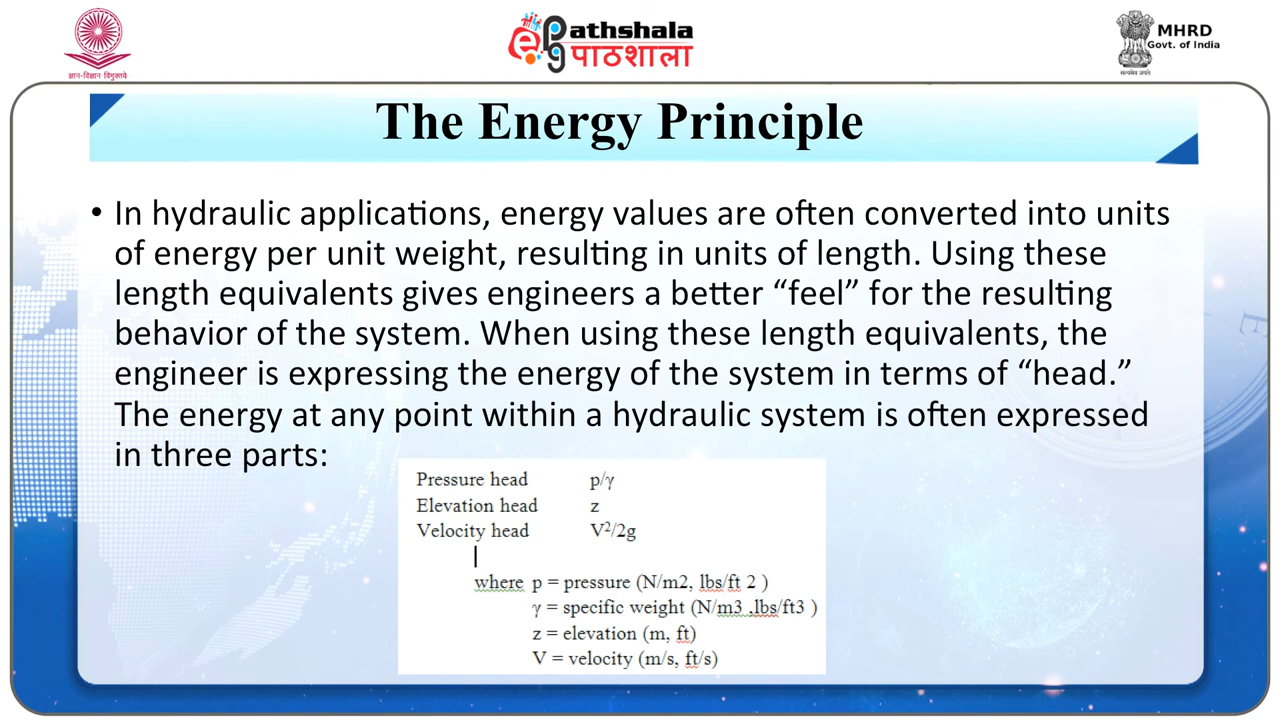 ज्ञान-विज्ञान विमुक्तये
ePathshala
पाठशाला
MHRD
Govt. of India
सत्यमेव जयते
The Energy Principle
• In hydraulic applications, energy values are often converted into units
of energy per unit weight, resulting in units of length. Using these
length equivalents gives engineers a better “feel” for the resulting
behavior of the system. When using these length equivalents, the
engineer is expressing the energy of the system in terms of “head.”
The energy at any point within a hydraulic system is often expressed
in three parts:
Pressure head p/γ
Elevation head z
Velocity head V²/2g
where p = pressure (N/m2, lbs/ft 2 )
γ = specific weight (N/m3 ,lbs/ft3 )
z = elevation (m, ft)
V = velocity (m/s, ft/s)